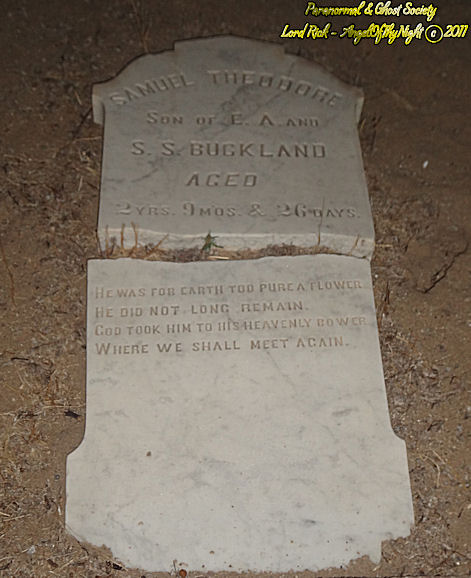 Paranormal & Ghost Society
Lord Rick - AngelOfThyNight © 2011
SAMUEL THEODORE
SON OF E. A. AND
S. S. BUCKLAND
AGED
2 YRS. 9 MOS. & 26 DAYS.
HE WAS FOR EARTH TOO PURE A FLOWER
HE DID NOT LONG REMAIN.
GOD TOOK HIM TO HIS HEAVENLY BOWER
WHERE WE SHALL MEET AGAIN.